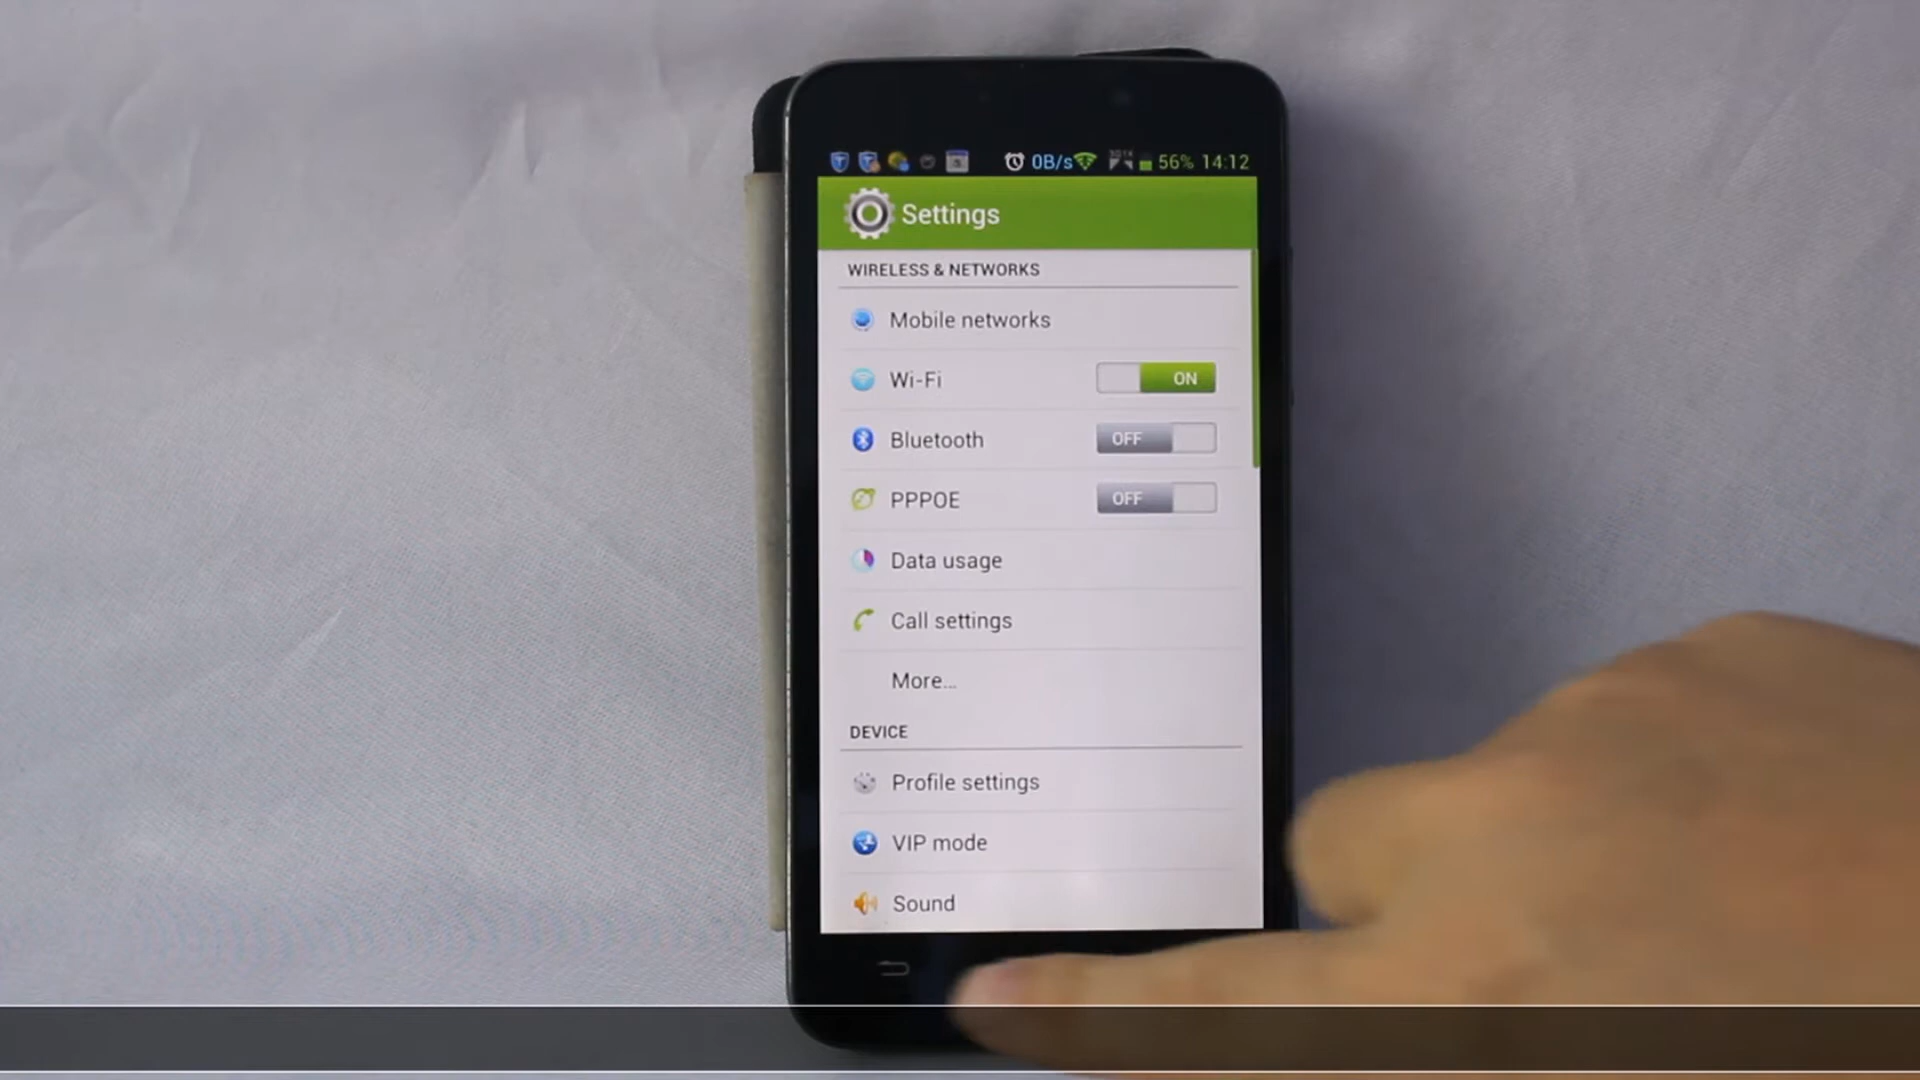 0B/s 56% 14:12
Settings
WIRELESS & NETWORKS
Mobile networks
Wi-Fi ON
Bluetooth OFF
PPPOE OFF
Data usage
Call settings
More...
DEVICE
Profile settings
VIP mode
Sound